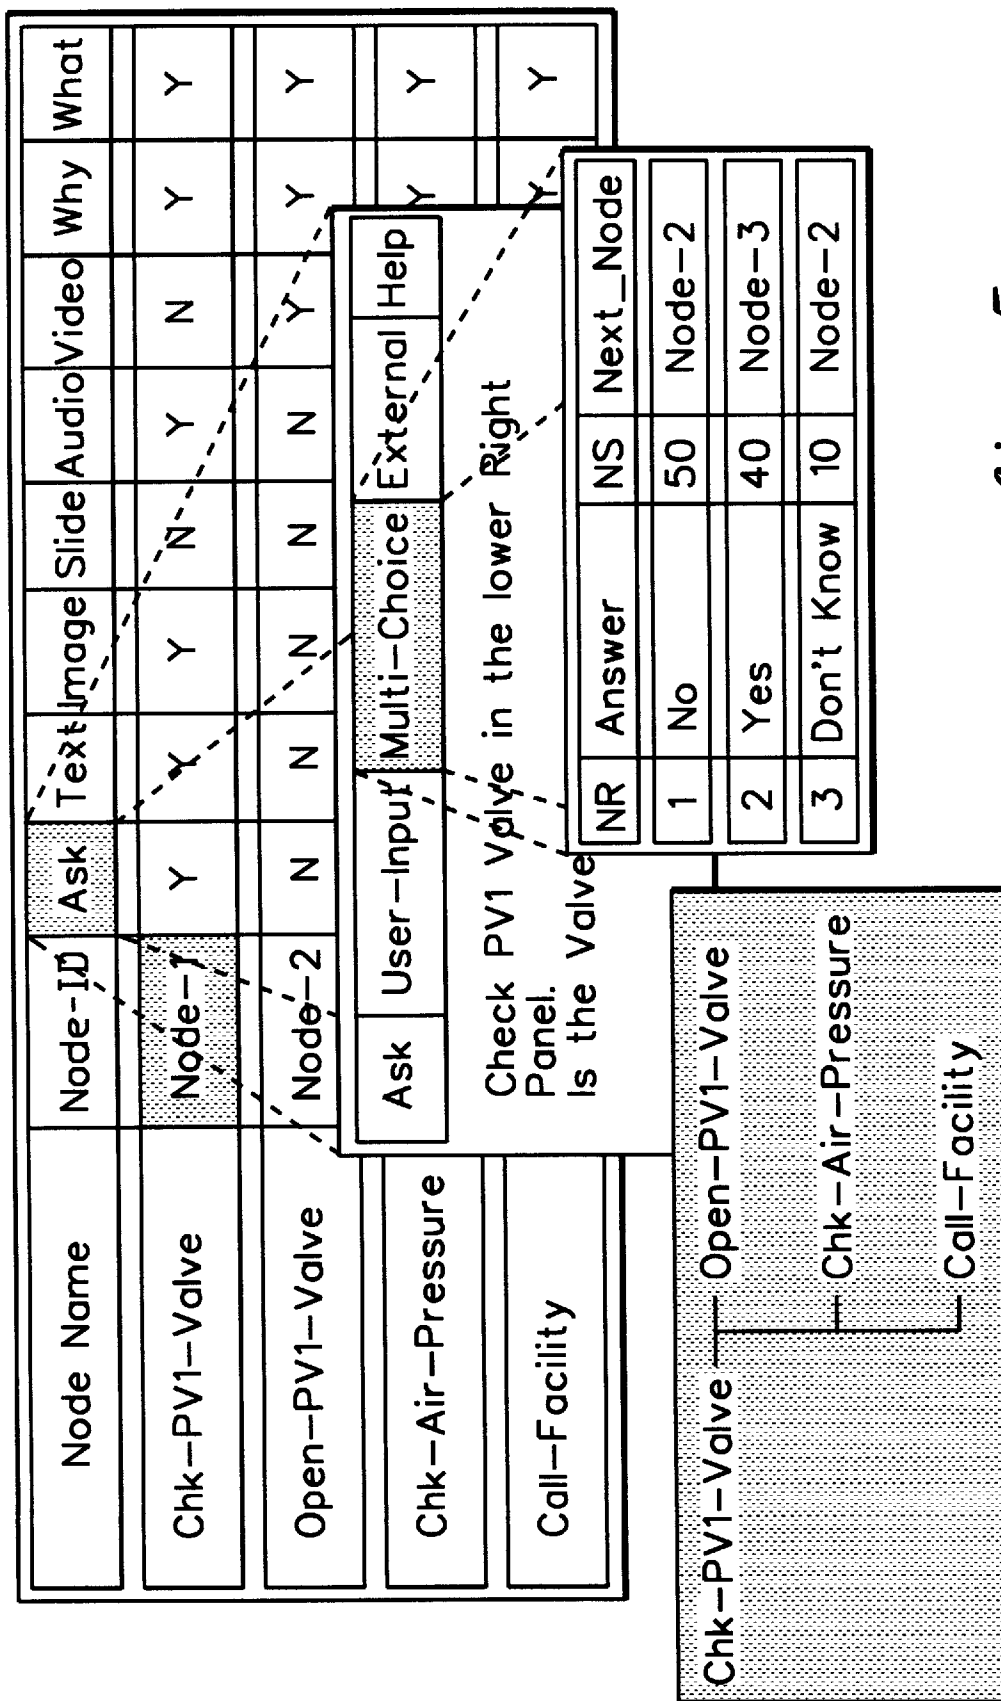 Node Name Node-ID Ask Text Image Slide Audio Video Why What
Chk-PV1-Valve Node-1 Y Y Y N Y N Y Y
Open-PV1-Valve Node-2 N N N N N Y Y Y
Chk-Air-Pressure Y Y
Call-Facility Y Y
Ask User-Input Multi-Choice External Help
Check PV1 Valve in the lower Right
Panel.
Is the Valve
NR Answer NS Next_Node
1 No 50 Node-2
2 Yes 40 Node-3
3 Don't Know 10 Node-2
Chk-PV1-Valve Open-PV1-Valve
Chk-Air-Pressure
Call-Facility